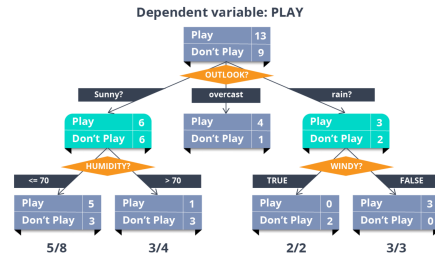 Dependent variable: PLAY
Play 13
Don't Play 9
OUTLOOK?
Sunny? overcast rain?
Play 6 Play 4 Play 3
Don't Play 6 Don't Play 1 Don't Play 2
HUMIDITY? WINDY?
<= 70 > 70 TRUE FALSE
Play 5 Play 1 Play 0 Play 3
Don't Play 3 Don't Play 3 Don't Play 2 Don't Play 0
5/8 3/4 2/2 3/3